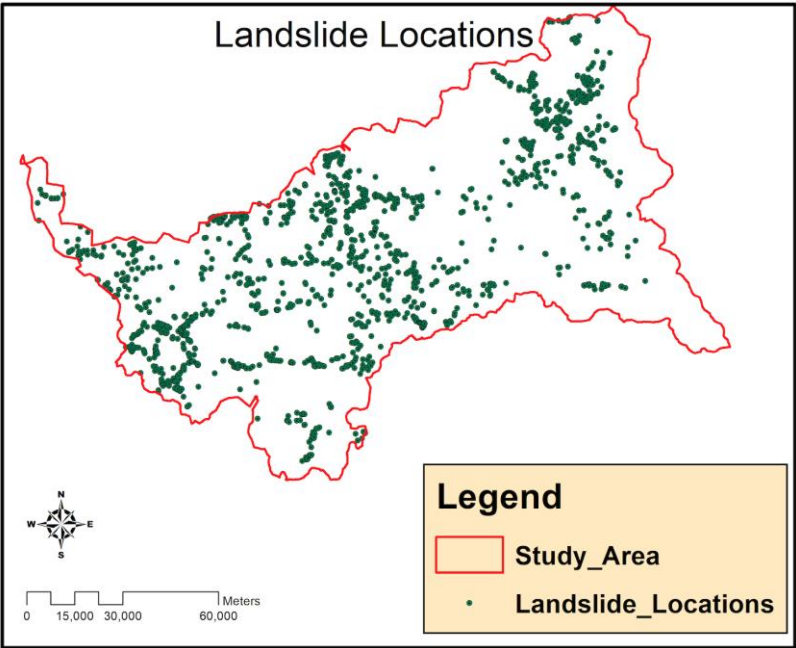 Landslide Locations
N
W E
S
Meters
0 15,000 30,000 60,000
Legend
Study_Area
Landslide_Locations